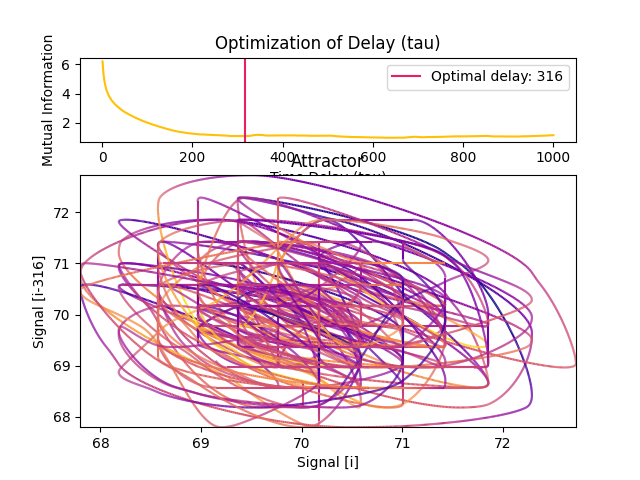 Optimization of Delay (tau)
Mutual Information
6
4
2
Optimal delay: 316
0 200 400 600 800 1000
Time Delay (tau)
Attractor
Signal [i-316]
72
71
70
69
68
68 69 70 71 72
Signal [i]